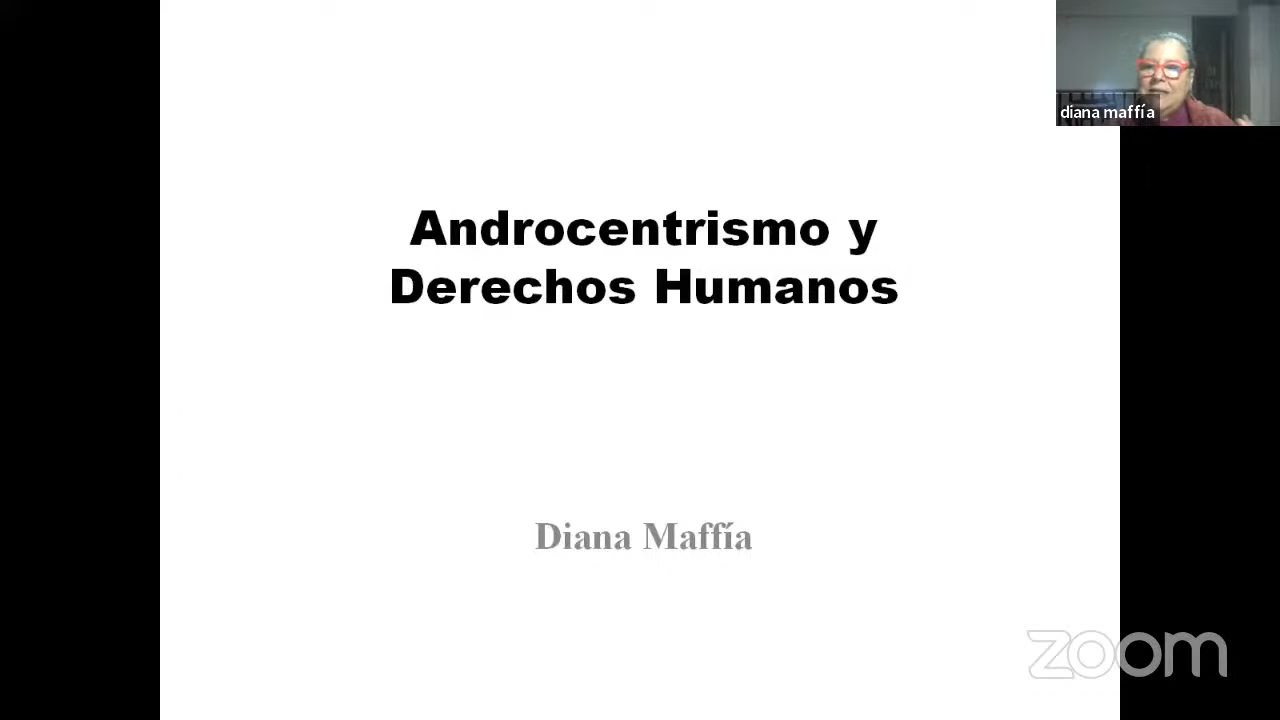 diana maffía
Androcentrismo y
Derechos Humanos
Diana Maffía
zoom